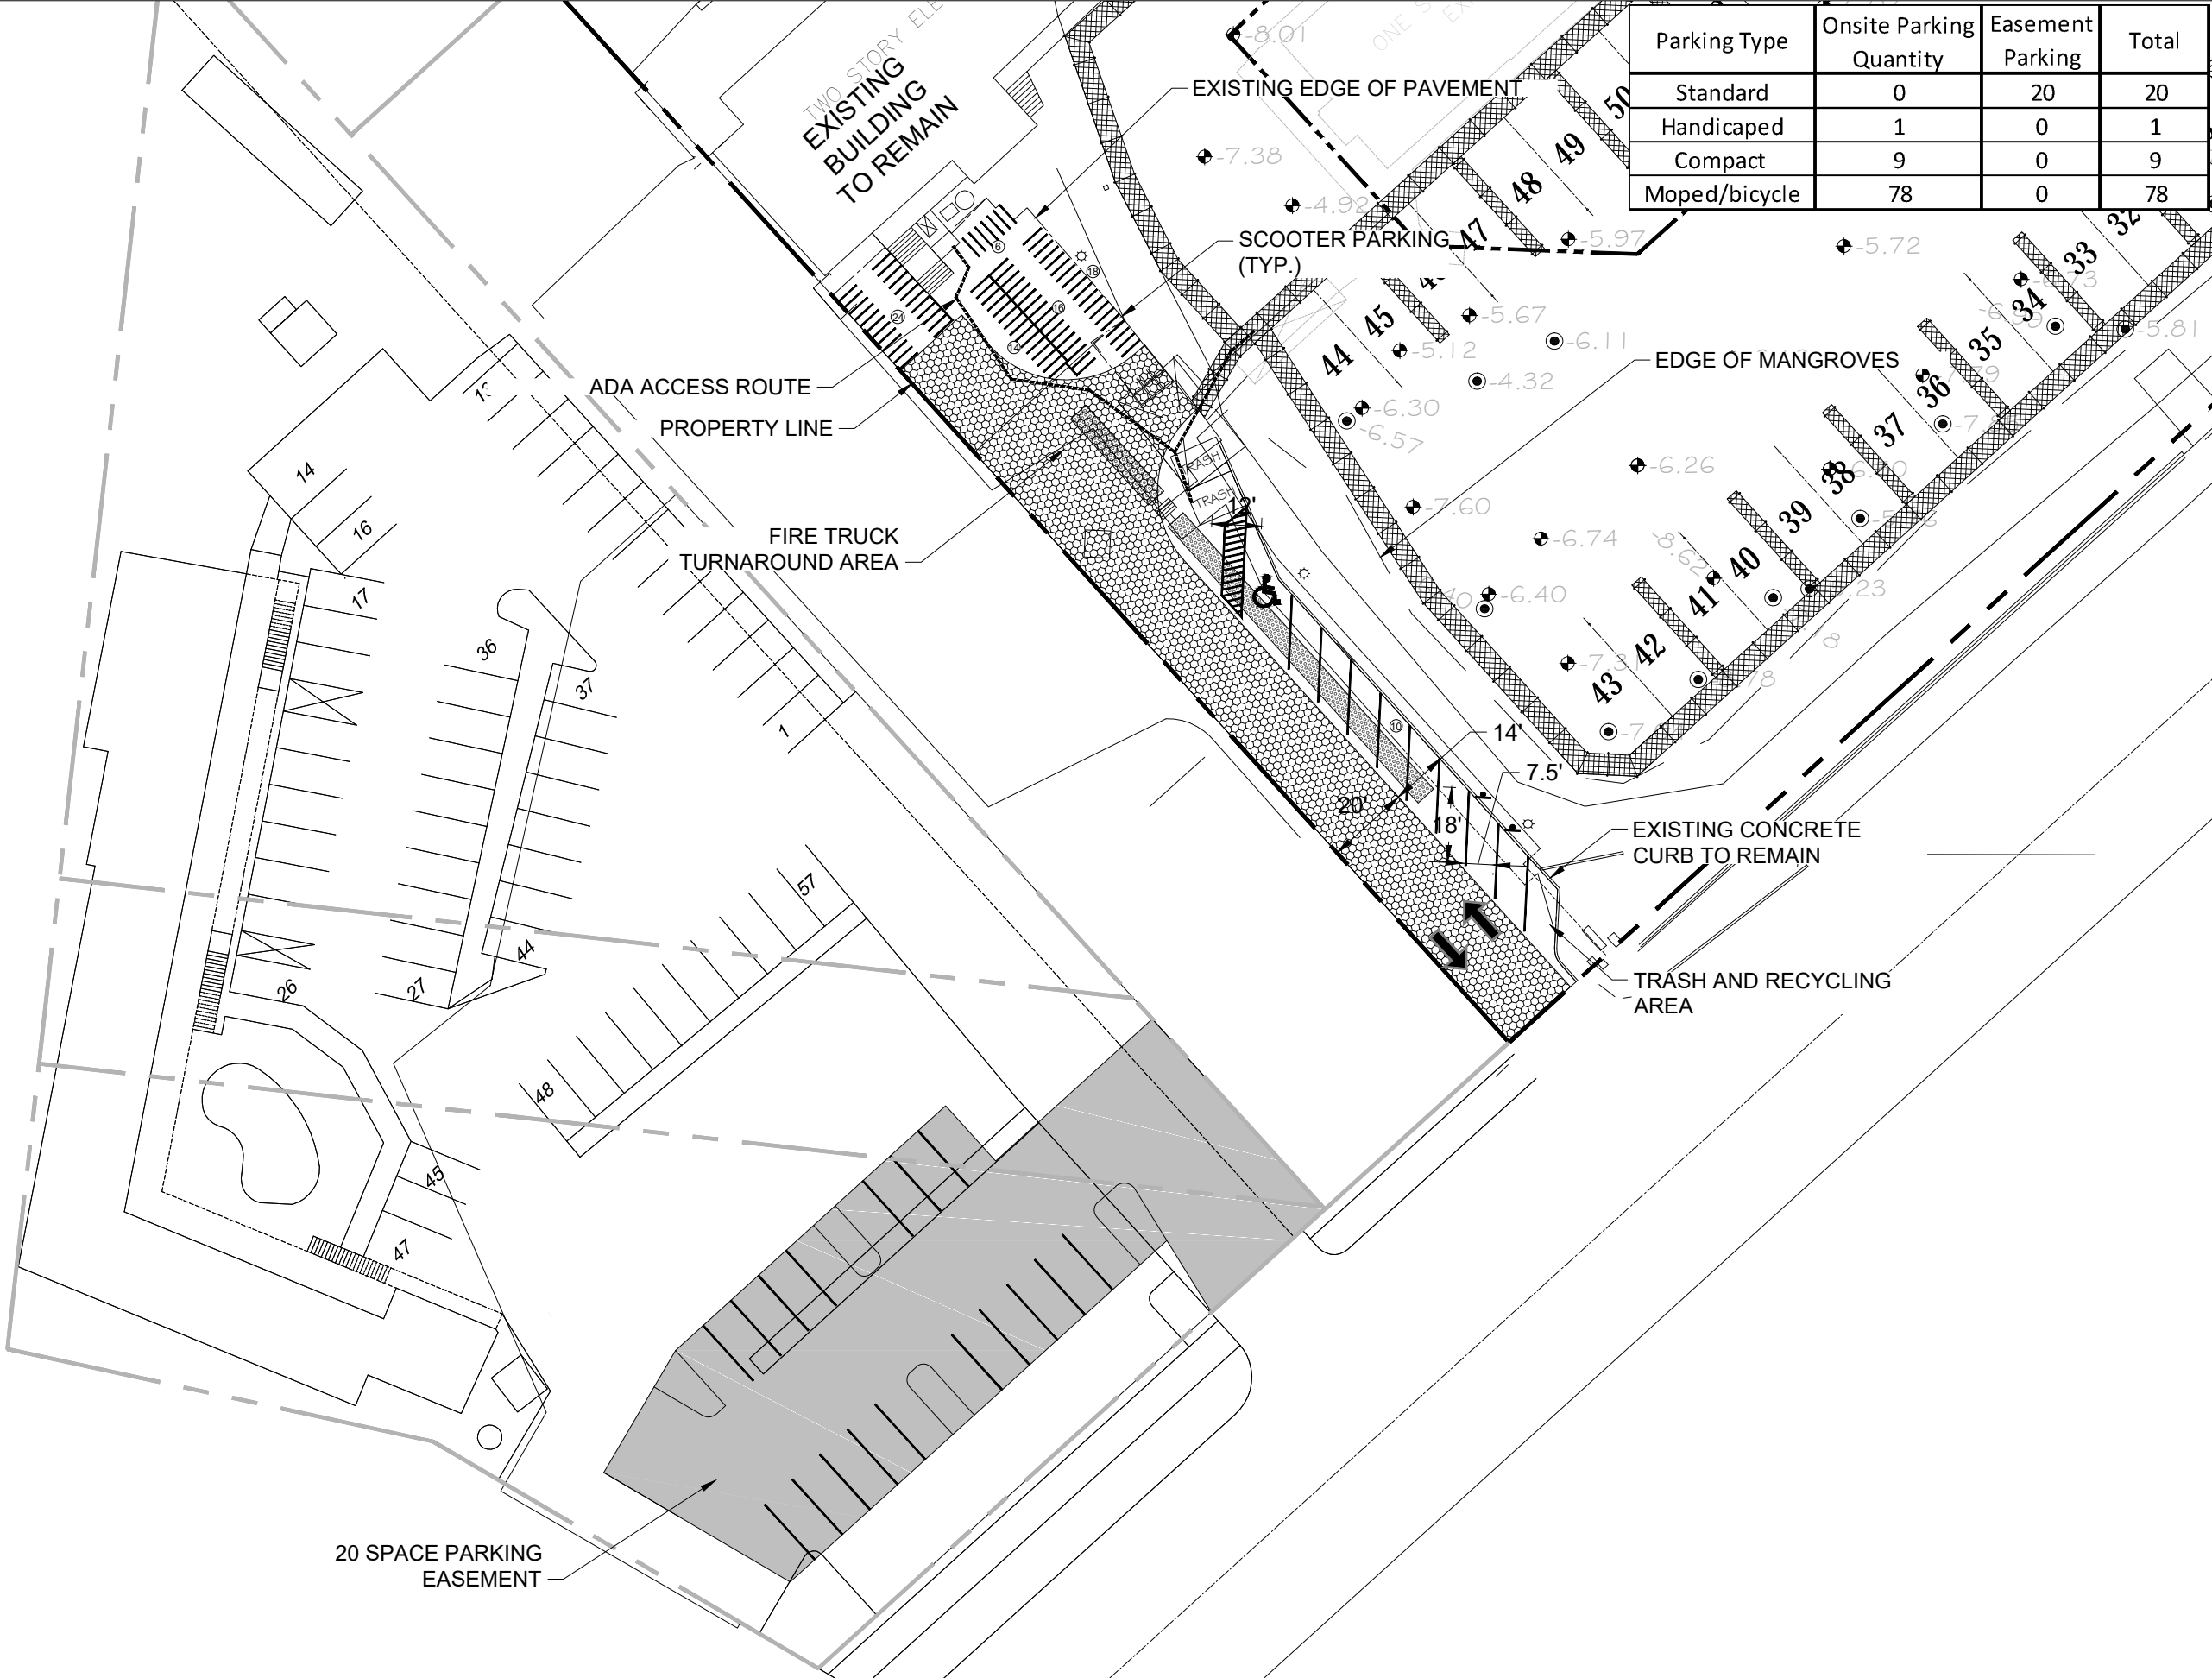 Parking Type Onsite Parking Quantity Easement Parking Total
Standard 0 20 20
Handicaped 1 0 1
Compact 9 0 9
Moped/bicycle 78 0 78
TWO STORY
EXISTING
BUILDING
TO REMAIN
ONE
-8.01
EXISTING EDGE OF PAVEMENT
50
49
48
47
-7.38
-4.92
-5.97
-5.72
SCOOTER PARKING
(TYP.)
6
18
16
14
24
45
44
-5.67
-5.12
-6.11
-4.32
-6.30
-6.57
32
33
34
35
36
37
38
39
40
41
42
43
-5.81
EDGE OF MANGROVES
ADA ACCESS ROUTE
PROPERTY LINE
-6.26
-7.60
-6.74
-8.62
-6.40
TRASH
TRASH
12'
FIRE TRUCK
TURNAROUND AREA
14
16
17
36
37
1
10
14'
7.5'
20'
18'
EXISTING CONCRETE
CURB TO REMAIN
TRASH AND RECYCLING
AREA
57
44
26
27
48
45
47
20 SPACE PARKING
EASEMENT